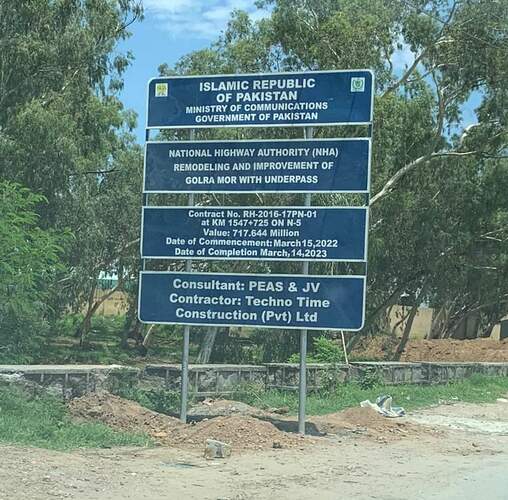 ISLAMIC REPUBLIC
OF PAKISTAN
MINISTRY OF COMMUNICATIONS
GOVERNMENT OF PAKISTAN
NATIONAL HIGHWAY AUTHORITY (NHA)
REMODELING AND IMPROVEMENT OF
GOLRA MOR WITH UNDERPASS
Contract No. RH-2016-17PN-01
at KM 1547+725 ON N-5
Value: 717.644 Million
Date of Commencement: March15,2022
Date of Completion March,14,2023
Consultant: PEAS & JV
Contractor: Techno Time
Construction (Pvt) Ltd